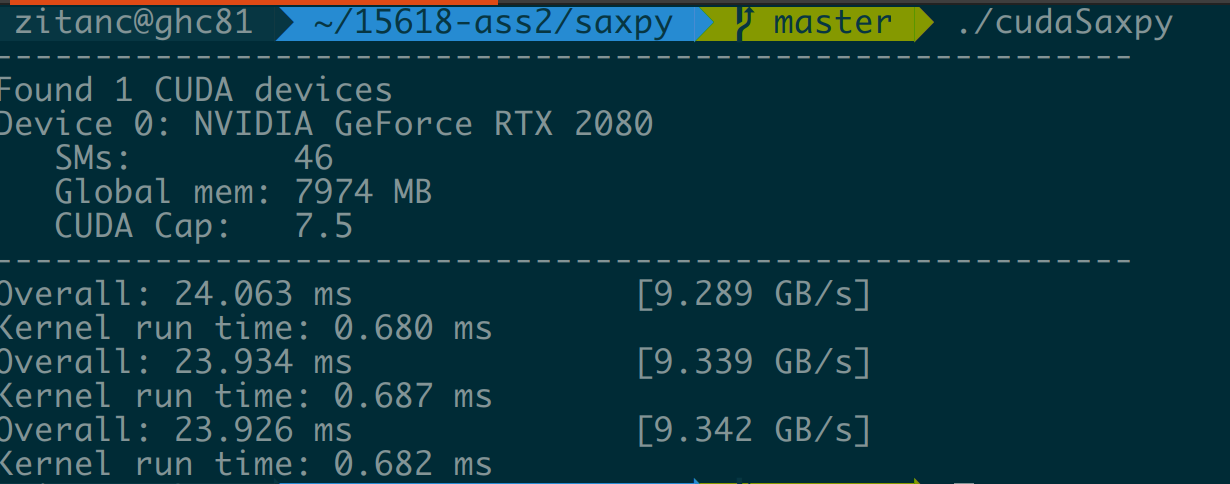 zitanc@ghc81 ~/15618-ass2/saxpy master ./cudaSaxpy
---------------------------------------------------------
Found 1 CUDA devices
Device 0: NVIDIA GeForce RTX 2080
   SMs:        46
   Global mem: 7974 MB
   CUDA Cap:   7.5
---------------------------------------------------------
Overall: 24.063 ms		[9.289 GB/s]
Kernel run time: 0.680 ms
Overall: 23.934 ms		[9.339 GB/s]
Kernel run time: 0.687 ms
Overall: 23.926 ms		[9.342 GB/s]
Kernel run time: 0.682 ms